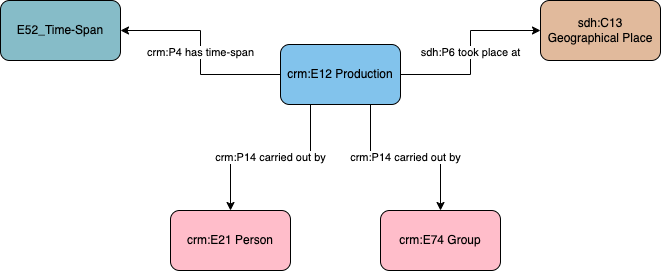 E52_Time-Span
sdh:C13
Geographical Place
crm:P4 has time-span
sdh:P6 took place at
crm:E12 Production
crm:P14 carried out by
crm:P14 carried out by
crm:E21 Person
crm:E74 Group